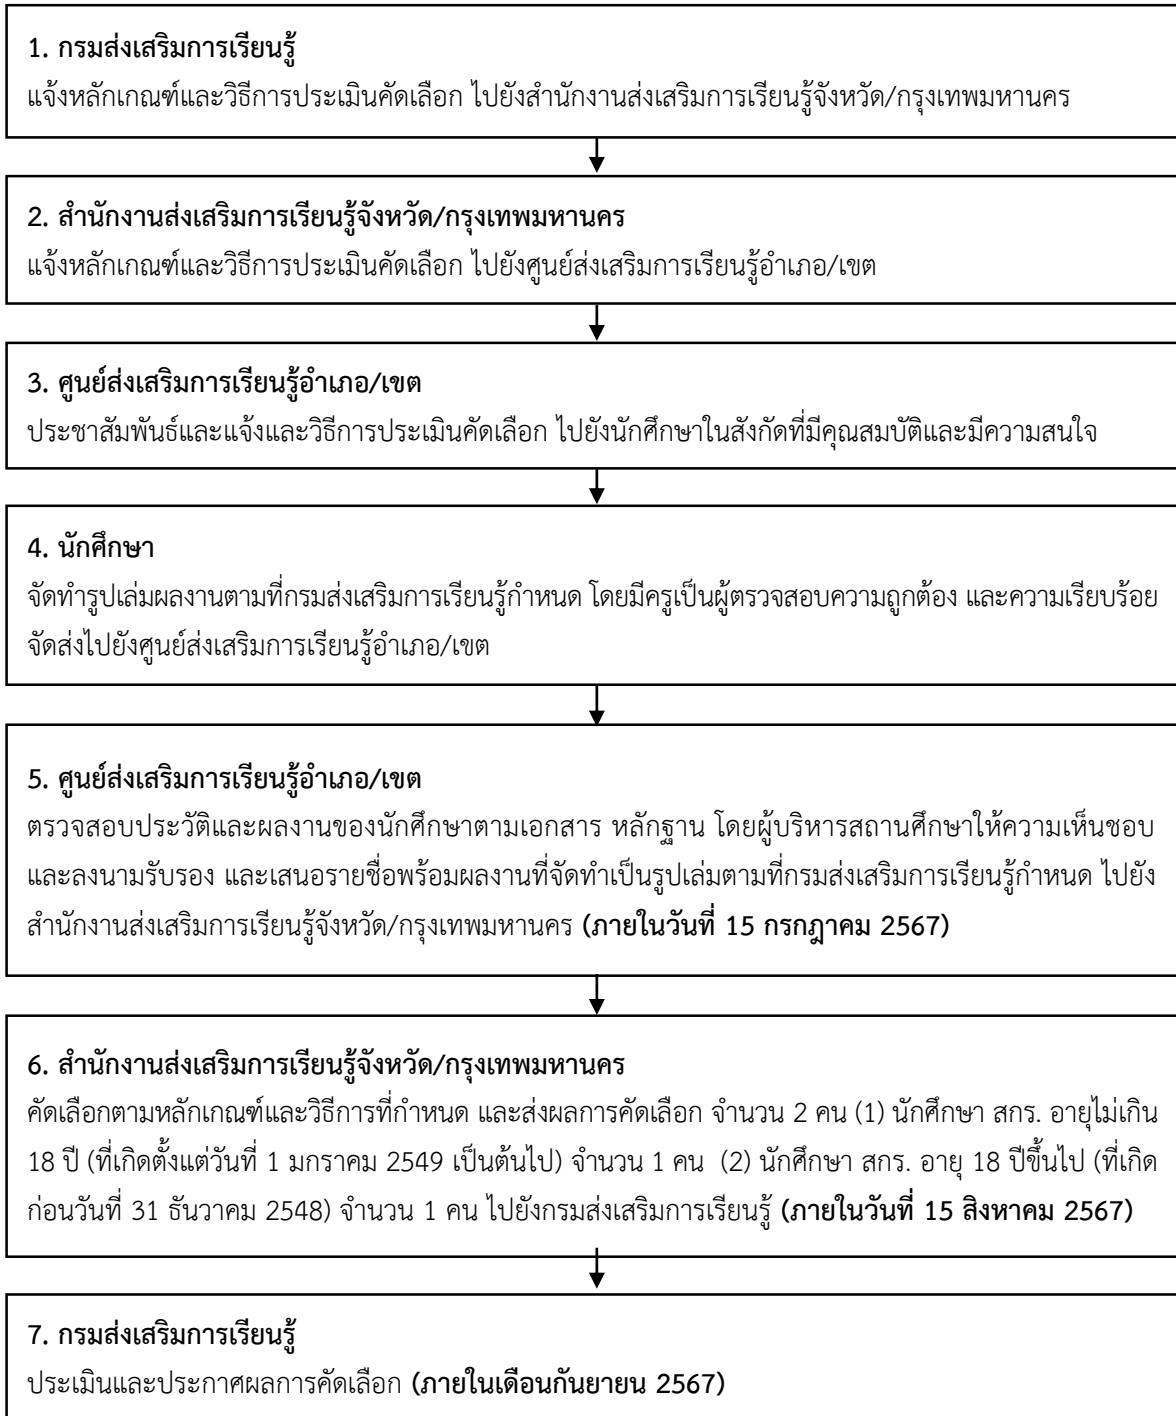 1. กรมส่งเสริมการเรียนรู้
แจ้งหลักเกณฑ์และวิธีการประเมินคัดเลือก ไปยังสำนักงานส่งเสริมการเรียนรู้จังหวัด/กรุงเทพมหานคร
2. สำนักงานส่งเสริมการเรียนรู้จังหวัด/กรุงเทพมหานคร
แจ้งหลักเกณฑ์และวิธีการประเมินคัดเลือก ไปยังศูนย์ส่งเสริมการเรียนรู้อำเภอ/เขต
3. ศูนย์ส่งเสริมการเรียนรู้อำเภอ/เขต
ประชาสัมพันธ์และแจ้งและวิธีการประเมินคัดเลือก ไปยังนักศึกษาในสังกัดที่มีคุณสมบัติและมีความสนใจ
4. นักศึกษา
จัดทำรูปเล่มผลงานตามที่กรมส่งเสริมการเรียนรู้กำหนด โดยมีครูเป็นผู้ตรวจสอบความถูกต้อง และความเรียบร้อย
จัดส่งไปยังศูนย์ส่งเสริมการเรียนรู้อำเภอ/เขต
5. ศูนย์ส่งเสริมการเรียนรู้อำเภอ/เขต
ตรวจสอบประวัติและผลงานของนักศึกษาตามเอกสาร หลักฐาน โดยผู้บริหารสถานศึกษาให้ความเห็นชอบ
และลงนามรับรอง และเสนอรายชื่อพร้อมผลงานที่จัดทำเป็นรูปเล่มตามที่กรมส่งเสริมการเรียนรู้กำหนด ไปยัง
สำนักงานส่งเสริมการเรียนรู้จังหวัด/กรุงเทพมหานคร (ภายในวันที่ 15 กรกฎาคม 2567)
6. สำนักงานส่งเสริมการเรียนรู้จังหวัด/กรุงเทพมหานคร
คัดเลือกตามหลักเกณฑ์และวิธีการที่กำหนด และส่งผลการคัดเลือก จำนวน 2 คน (1) นักศึกษา สกร. อายุไม่เกิน
18 ปี (ที่เกิดตั้งแต่วันที่ 1 มกราคม 2549 เป็นต้นไป) จำนวน 1 คน (2) นักศึกษา สกร. อายุ 18 ปีขึ้นไป (ที่เกิด
ก่อนวันที่ 31 ธันวาคม 2548) จำนวน 1 คน ไปยังกรมส่งเสริมการเรียนรู้ (ภายในวันที่ 15 สิงหาคม 2567)
7. กรมส่งเสริมการเรียนรู้
ประเมินและประกาศผลการคัดเลือก (ภายในเดือนกันยายน 2567)